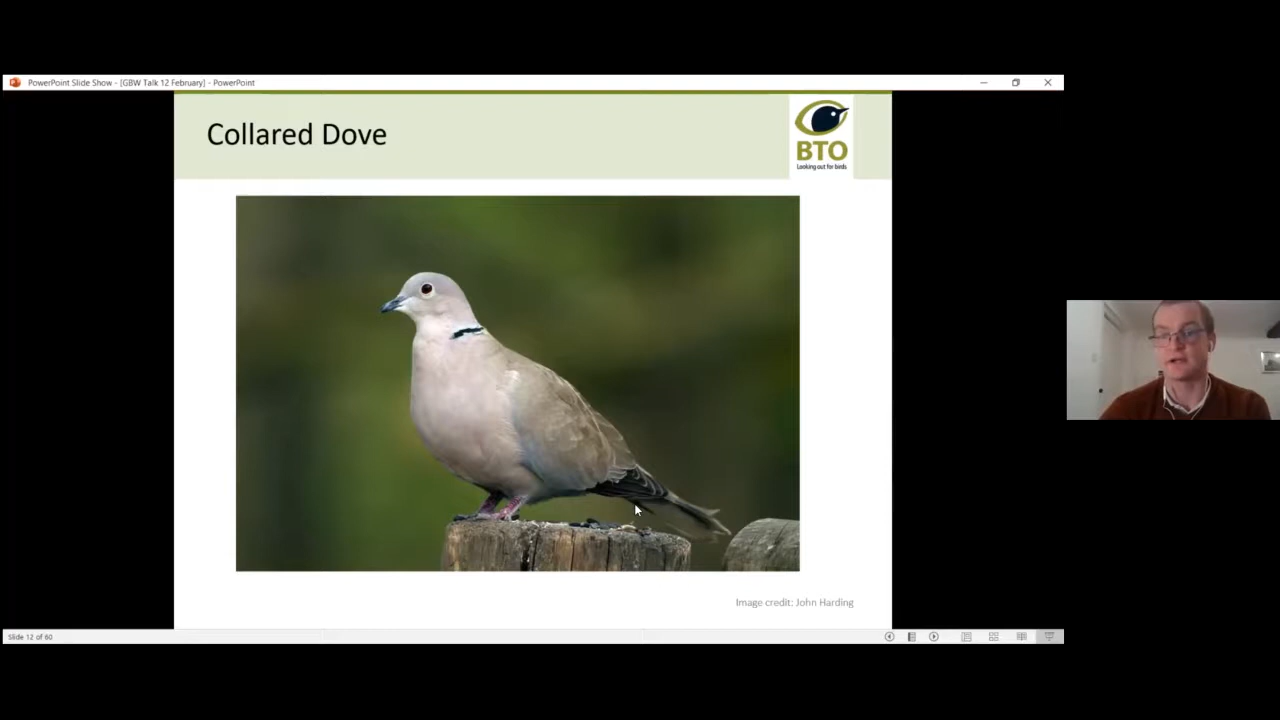 PowerPoint Slide Show - [GBW Talk 12 February] - PowerPoint
Collared Dove
BTO
Looking out for birds
Image credit: John Harding
Slide 12 of 60